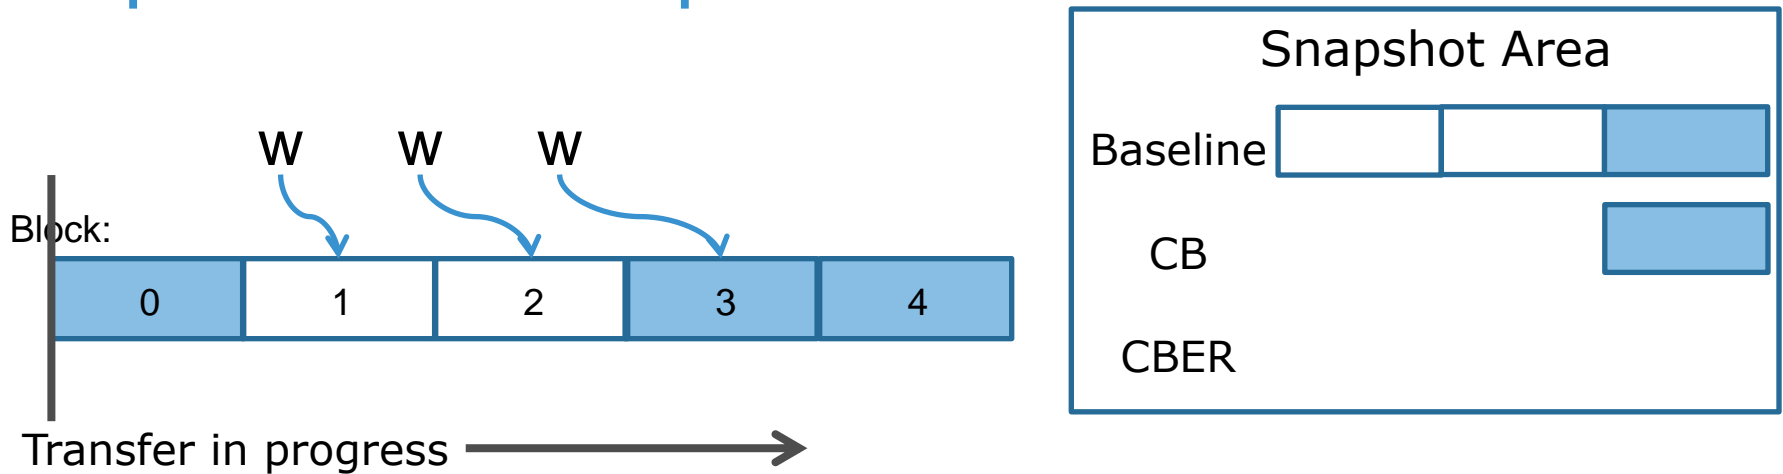 Snapshot Area
W W W
Baseline
Block:
CB
0 1 2 3 4
CBER
Transfer in progress